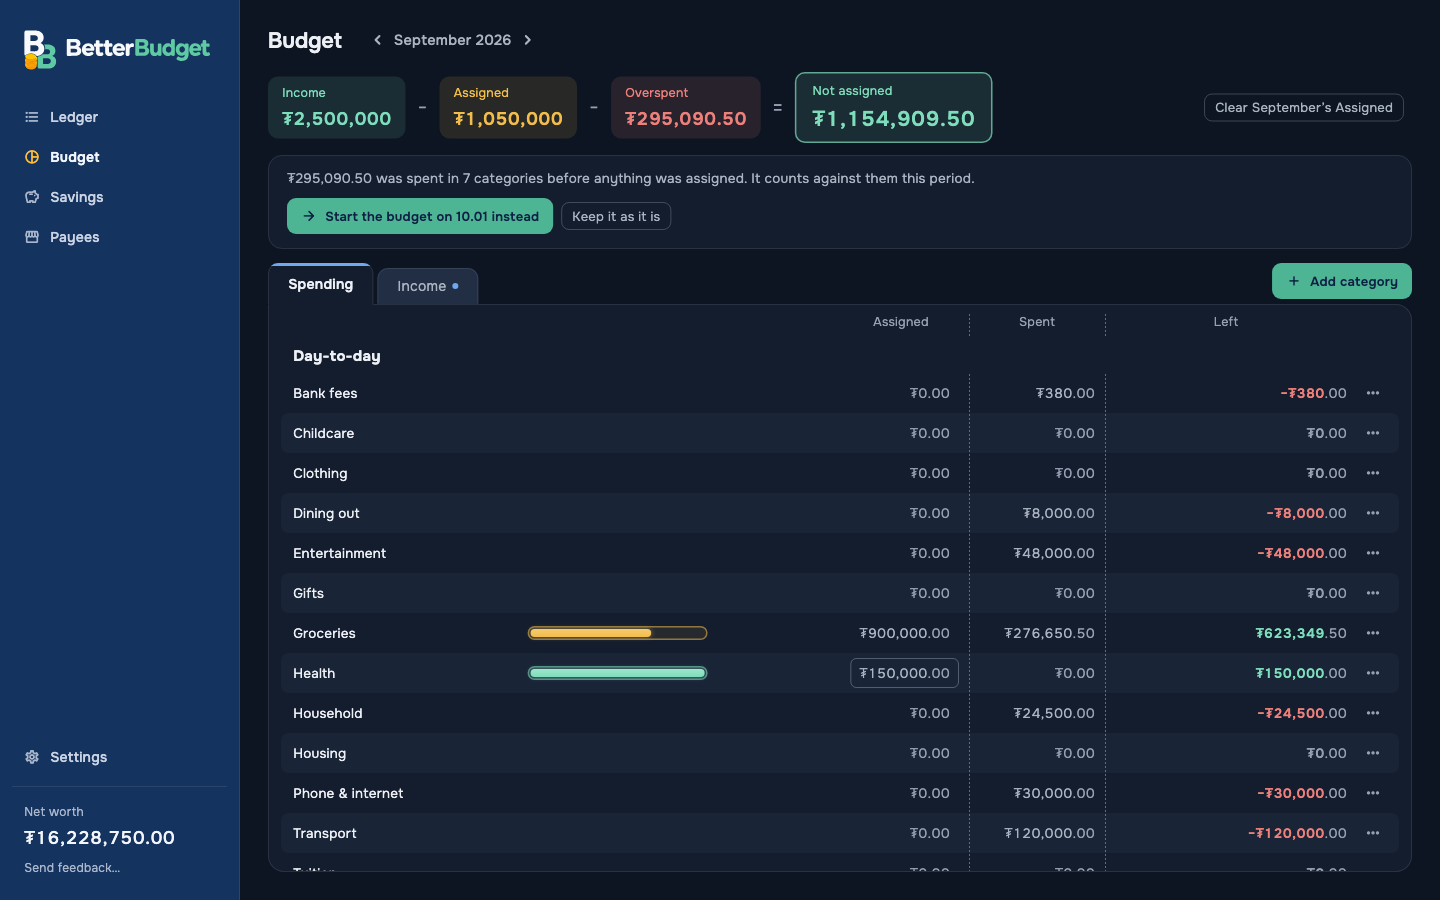 BetterBudget
Ledger
Budget
Savings
Payees
Settings
Net worth
₮16,228,750.00
Send feedback...
Budget
September 2026
Income
₮2,500,000
-
Assigned
₮1,050,000
-
Overspent
₮295,090.50
=
Not assigned
₮1,154,909.50
Clear September's Assigned
₮295,090.50 was spent in 7 categories before anything was assigned. It counts against them this period.
→ Start the budget on 10.01 instead
Keep it as it is
Spending
Income
+ Add category
Assigned Spent Left
Day-to-day
Bank fees ₮0.00 ₮380.00 -₮380.00
Childcare ₮0.00 ₮0.00 ₮0.00
Clothing ₮0.00 ₮0.00 ₮0.00
Dining out ₮0.00 ₮8,000.00 -₮8,000.00
Entertainment ₮0.00 ₮48,000.00 -₮48,000.00
Gifts ₮0.00 ₮0.00 ₮0.00
Groceries ₮900,000.00 ₮276,650.50 ₮623,349.50
Health ₮150,000.00 ₮0.00 ₮150,000.00
Household ₮0.00 ₮24,500.00 -₮24,500.00
Housing ₮0.00 ₮0.00 ₮0.00
Phone & internet ₮0.00 ₮30,000.00 -₮30,000.00
Transport ₮0.00 ₮120,000.00 -₮120,000.00